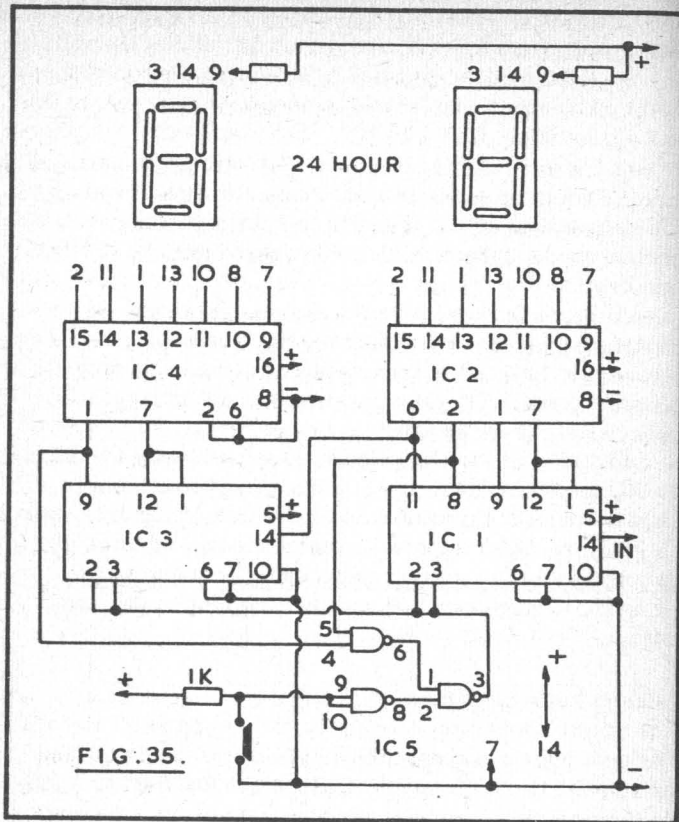 3 14 9 3 14 9 +
24 HOUR
2 11 1 13 10 8 7 2 11 1 13 10 8 7
15 14 13 12 11 10 9 15 14 13 12 11 10 9
16 + 16 +
IC 4 IC 2
8 8 =
1 7 2 6 6 2 1 7
9 12 11 8 9 12
5 + 5 +
IC 3 14 IC 1 14 IN
2 3 6 7 10 2 3 6 7 10
5
4 6
1 3
2
+ 1K 9
10 8
+
IC 5 7 14
FIG. 35
-